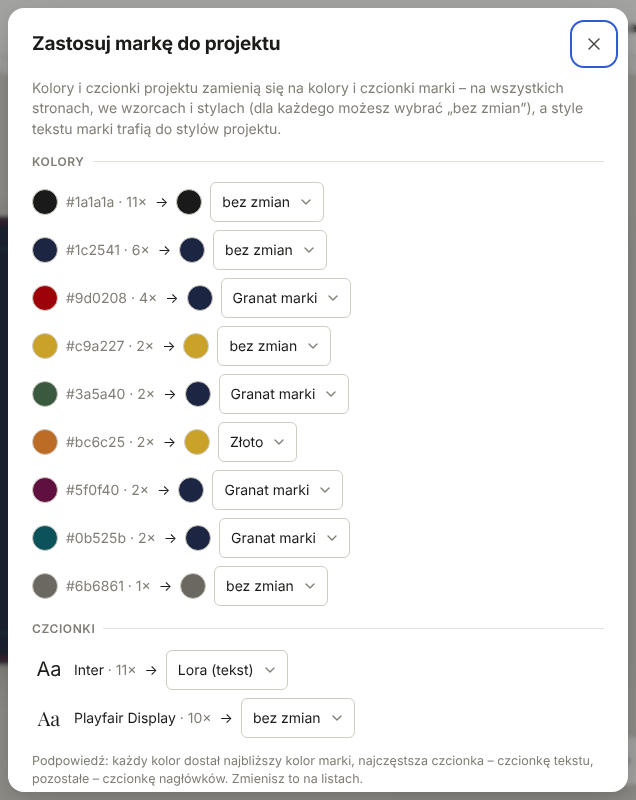 Zastosuj markę do projektu
Kolory i czcionki projektu zamienią się na kolory i czcionki marki – na wszystkich
stronach, we wzorcach i stylach (dla każdego możesz wybrać „bez zmian”), a style
tekstu marki trafią do stylów projektu.
KOLORY
#1a1a1a · 11× → bez zmian
#1c2541 · 6× → bez zmian
#9d0208 · 4× → Granat marki
#c9a227 · 2× → bez zmian
#3a5a40 · 2× → Granat marki
#bc6c25 · 2× → Złoto
#5f0f40 · 2× → Granat marki
#0b525b · 2× → Granat marki
#6b6861 · 1× → bez zmian
CZCIONKI
Aa Inter · 11× → Lora (tekst)
Aa Playfair Display · 10× → bez zmian
Podpowiedź: każdy kolor dostał najbliższy kolor marki, najczęstsza czcionka – czcionkę tekstu,
pozostałe – czcionkę nagłówków. Zmienisz to na listach.